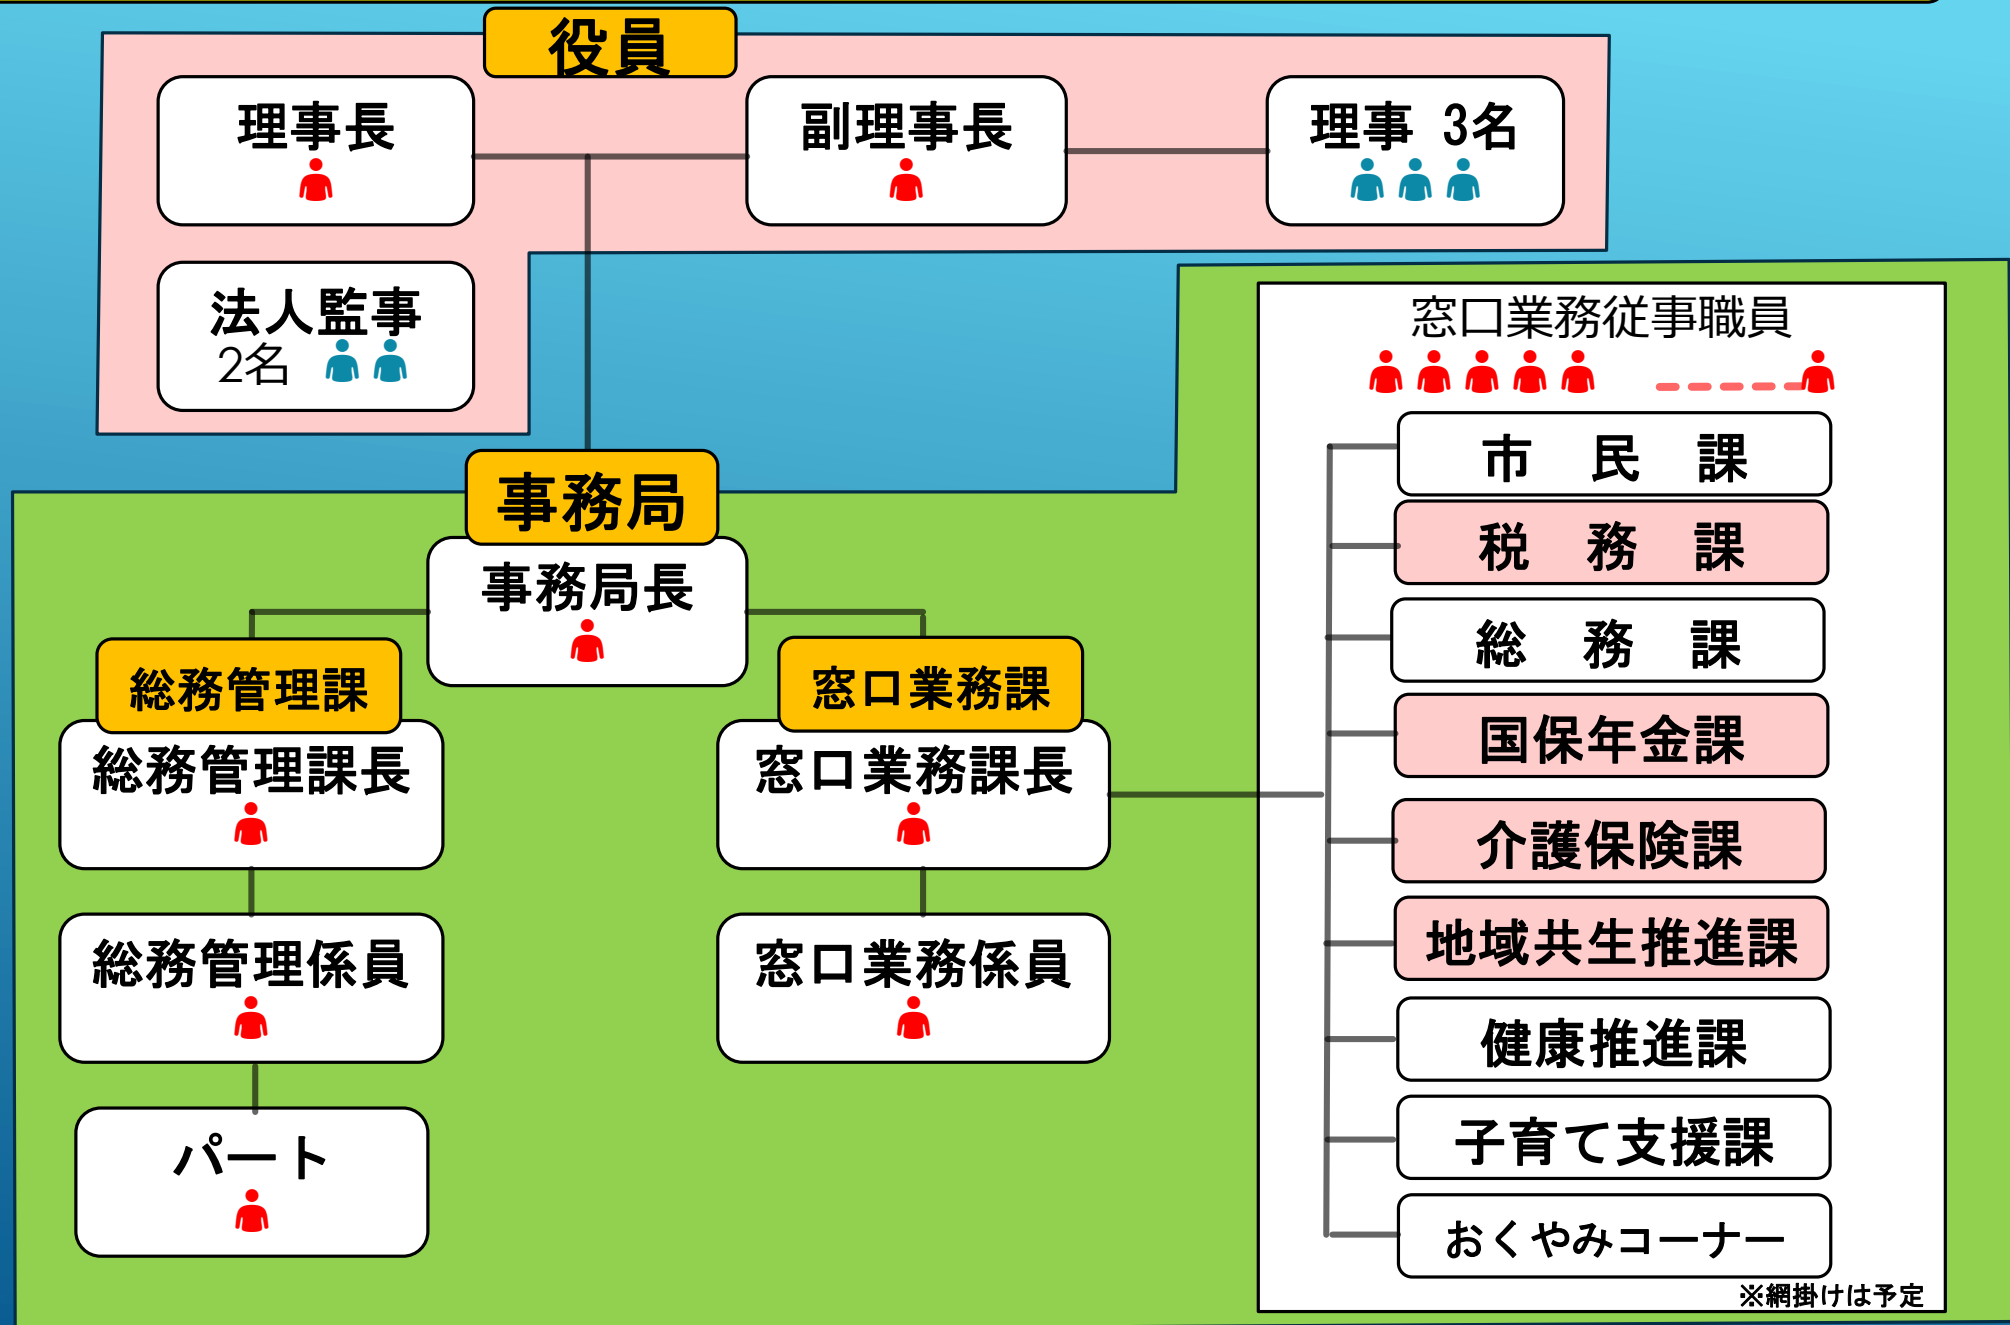 役員
理事長
副理事長
理事 3名
法人監事
2名
事務局
事務局長
総務管理課
総務管理課長
総務管理係員
パート
窓口業務課
窓口業務課長
窓口業務係員
窓口業務従事職員
市　民　課
税　務　課
総　務　課
国保年金課
介護保険課
地域共生推進課
健康推進課
子育て支援課
おくやみコーナー
※網掛けは予定